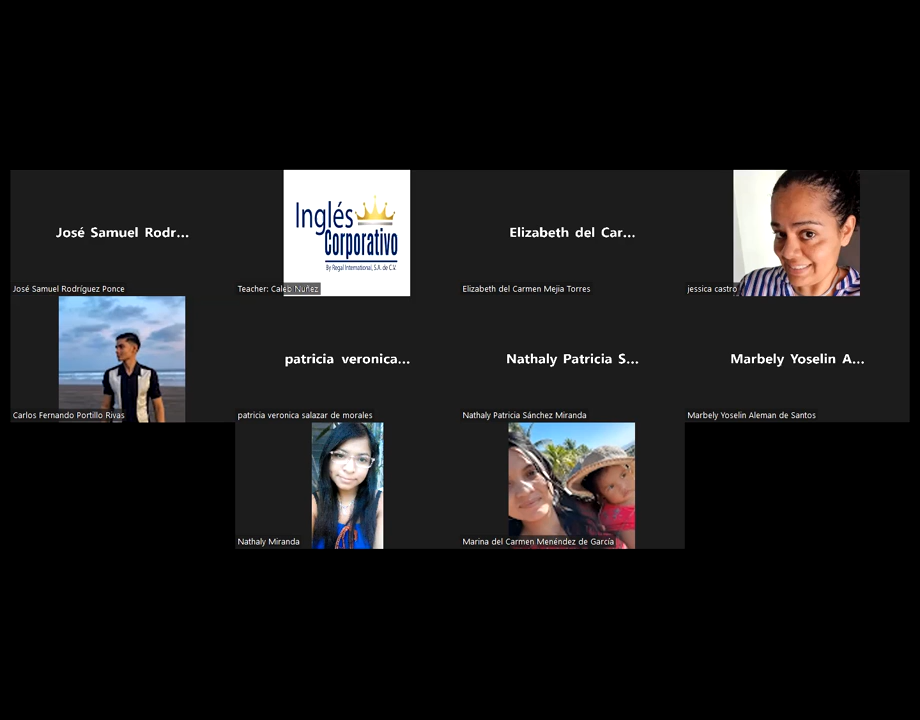 José Samuel Rodr...
José Samuel Rodríguez Ponce
Inglés
Corporativo
By Regal International, S.A. de C.V.
Teacher: Caleb Nuñez
Elizabeth del Car...
Elizabeth del Carmen Mejia Torres
jessica castro
Carlos Fernando Portillo Rivas
patricia veronica...
patricia veronica salazar de morales
Nathaly Patricia S...
Nathaly Patricia Sánchez Miranda
Marbely Yoselin A...
Marbely Yoselin Aleman de Santos
Nathaly Miranda
Marina del Carmen Menéndez de García